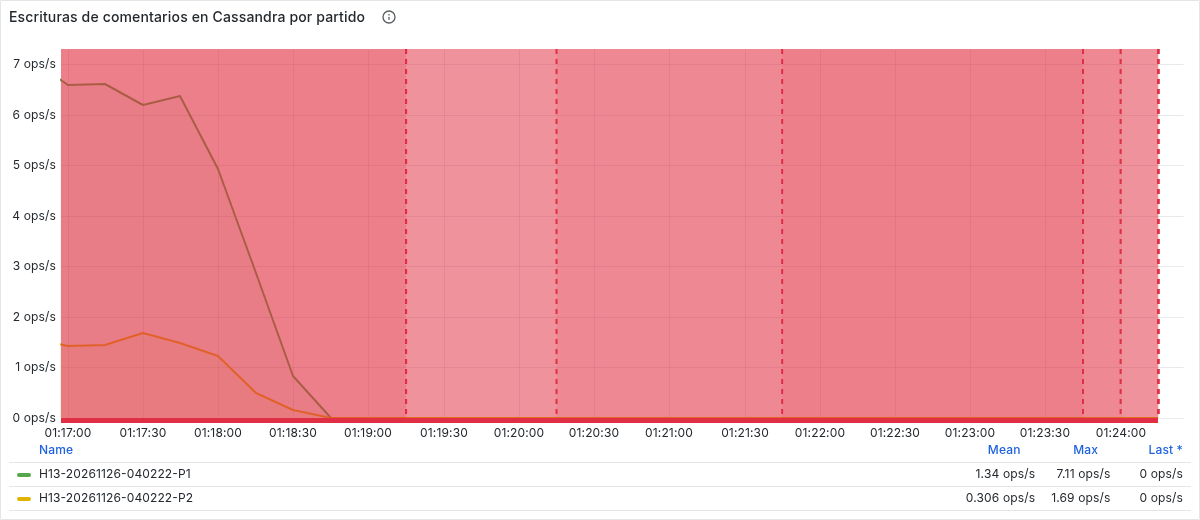 Escrituras de comentarios en Cassandra por partido
7 ops/s
6 ops/s
5 ops/s
4 ops/s
3 ops/s
2 ops/s
1 ops/s
0 ops/s
01:17:00 01:17:30 01:18:00 01:18:30 01:19:00 01:19:30 01:20:00 01:20:30 01:21:00 01:21:30 01:22:00 01:22:30 01:23:00 01:23:30 01:24:00
Name Mean Max Last *
H13-20261126-040222-P1 1.34 ops/s 7.11 ops/s 0 ops/s
H13-20261126-040222-P2 0.306 ops/s 1.69 ops/s 0 ops/s